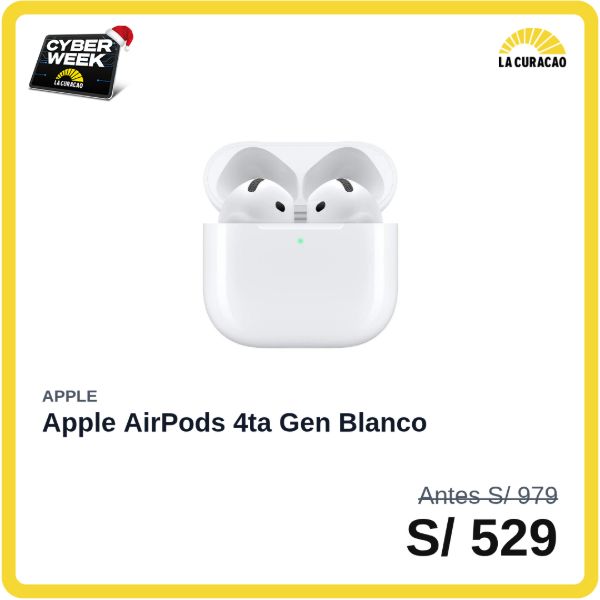 CYBER
WEEK
LA CURACAO
LA CURACAO
APPLE
Apple AirPods 4ta Gen Blanco
Antes S/ 979
S/ 529